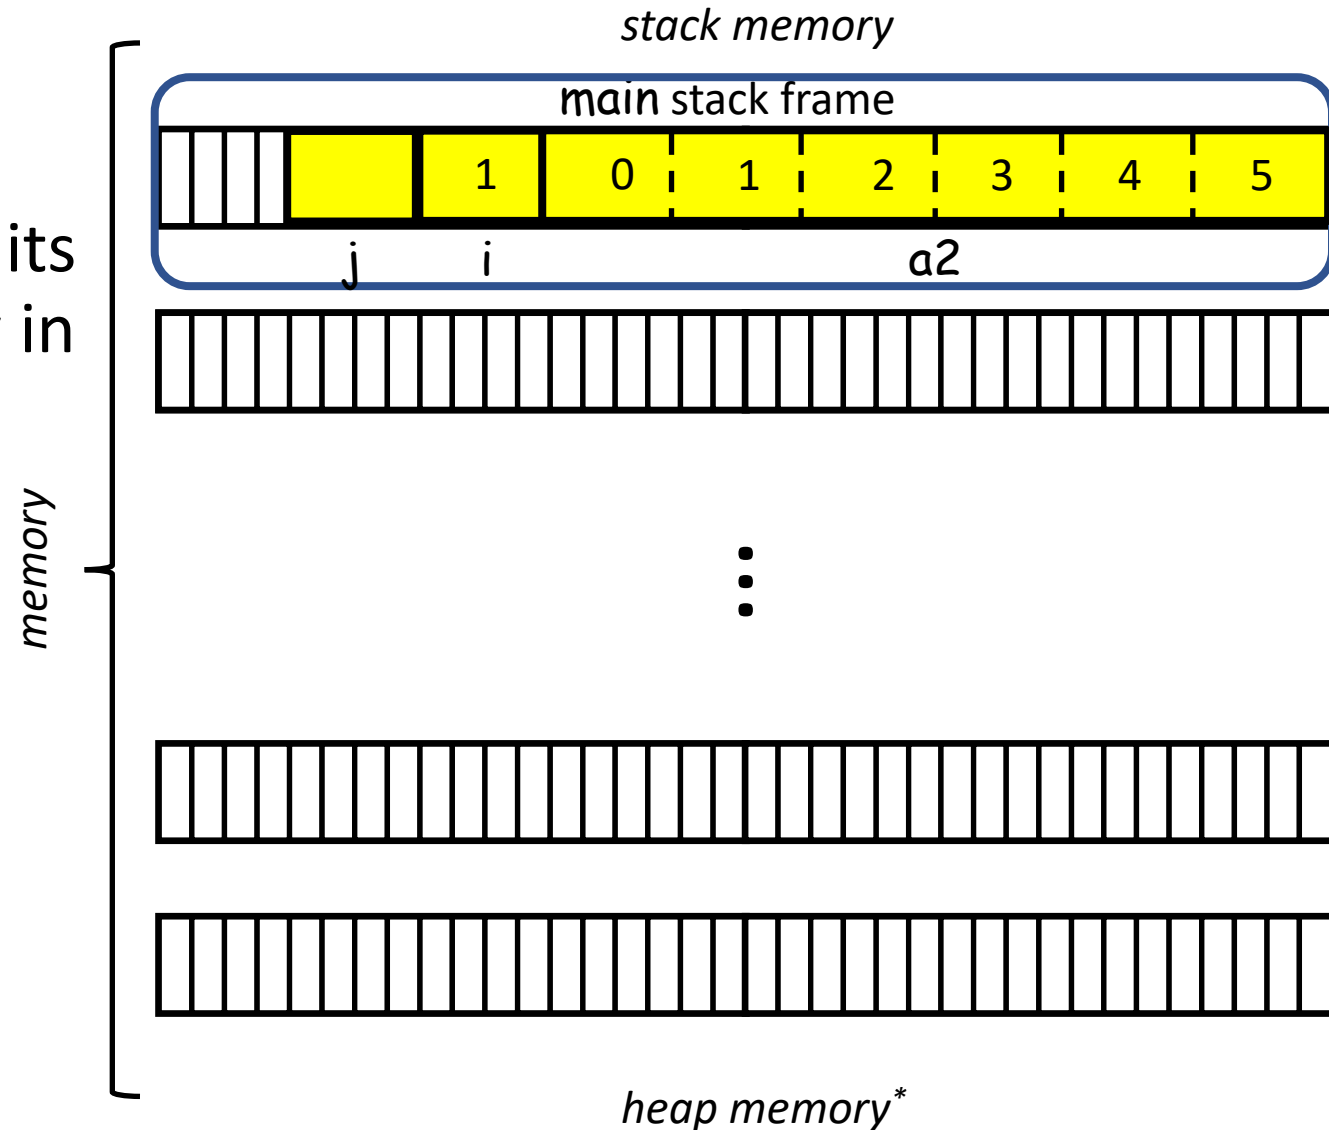 stack memory
main stack frame
1 0 1 2 3 4 5
its
j i a2
in
memory
heap memory*